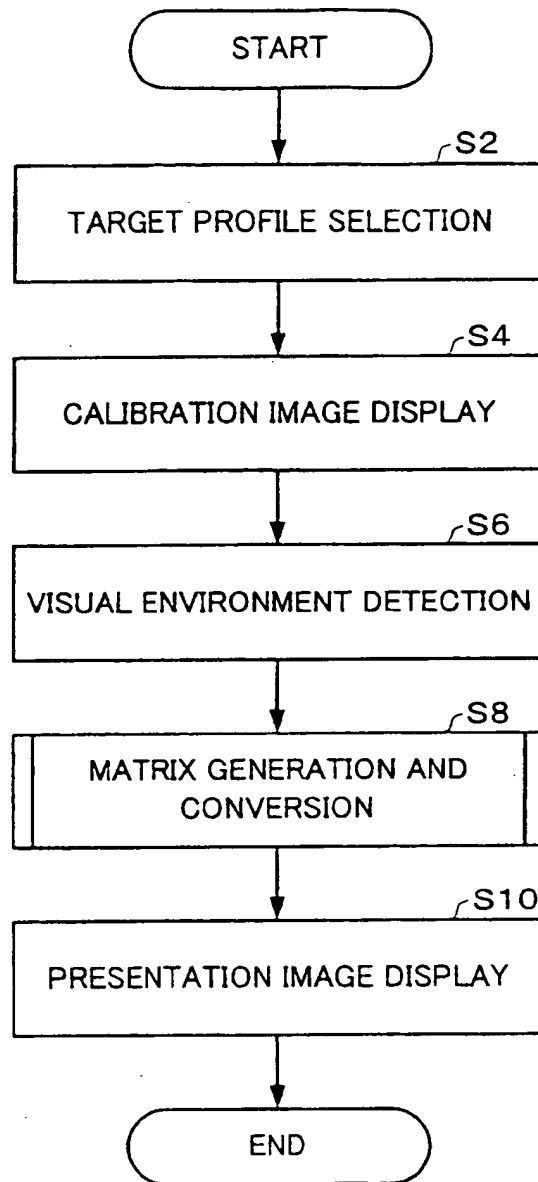 START
S2
TARGET PROFILE SELECTION
S4
CALIBRATION IMAGE DISPLAY
S6
VISUAL ENVIRONMENT DETECTION
S8
MATRIX GENERATION AND
CONVERSION
S10
PRESENTATION IMAGE DISPLAY
END